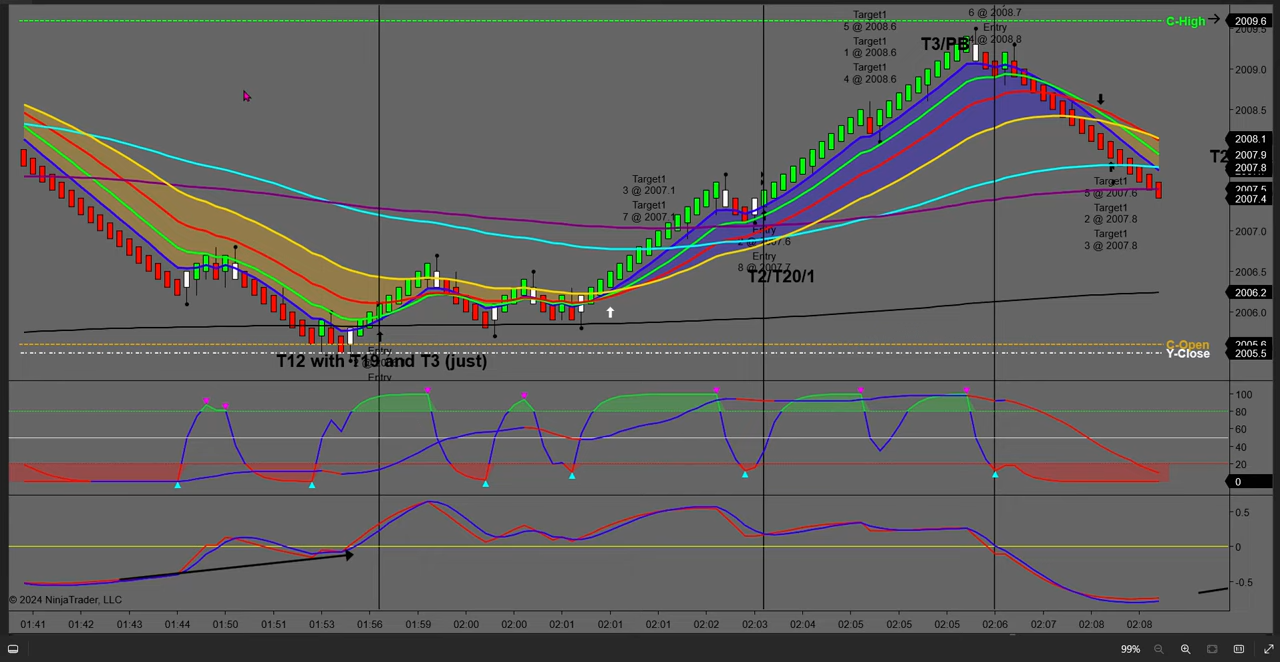 6 @ 2008.7
Target1
5 @ 2008.6
Target1
1 @ 2008.6
Target1
4 @ 2008.6
Entry
@ 2008.8
T3/PB
C-High
2009.6
2009.5
2009.0
2008.5
2008.1
2007.9
2007.8
2007.5
2007.4
2007.0
2006.5
2006.2
2006.0
2005.6
2005.5
T2
Target1
3 @ 2007.1
Target1
7 @ 2007.1
Entry
Entry
8 @ 2007.7
T2/T20/1
Target1
@ 2007.6
Target1
2 @ 2007.8
Target1
3 @ 2007.8
C-Open
Y-Close
Entry
T12 with T19 and T3 (just)
Entry
100
80
60
40
20
0
0.5
0
-0.5
© 2024 NinjaTrader, LLC
01:41 01:42 01:43 01:44 01:50 01:53 01:56 01:59 02:00 02:00 02:00 02:01 02:01 02:01 02:02 02:03 02:04 02:05 02:05 02:05 02:06 02:07 02:08 02:08
99%